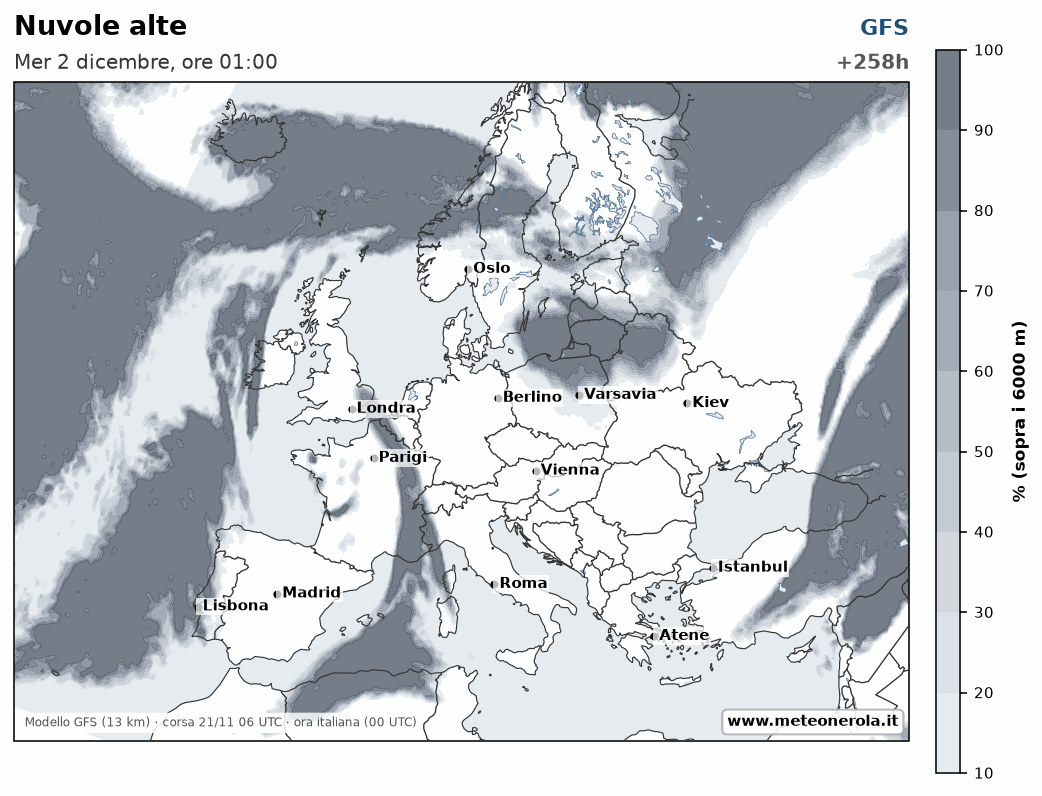 Nuvole alte
GFS
Mer 2 dicembre, ore 01:00
+258h
Oslo
Londra
Berlino
Varsavia
Kiev
Parigi
Vienna
Istanbul
Roma
Madrid
Lisbona
Atene
Modello GFS (13 km) · corsa 21/11 06 UTC · ora italiana (00 UTC)
www.meteonerola.it
100
90
80
70
60
50
40
30
20
10
% (sopra i 6000 m)